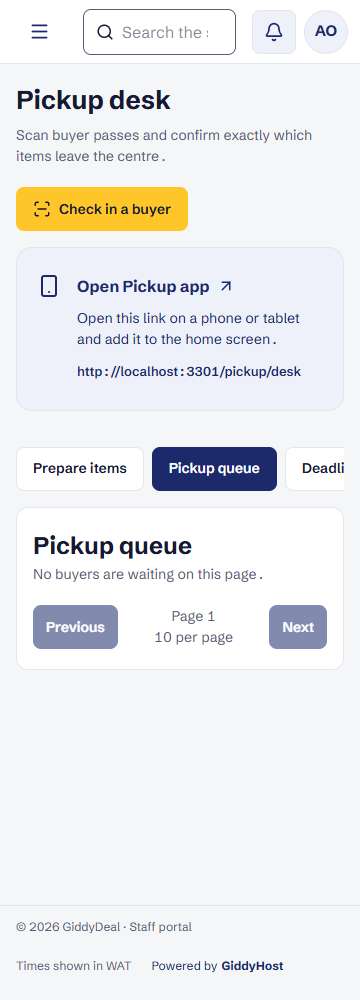 Search the s
AO
Pickup desk
Scan buyer passes and confirm exactly which
items leave the centre.
Check in a buyer
Open Pickup app
Open this link on a phone or tablet
and add it to the home screen.
http://localhost:3301/pickup/desk
Prepare items
Pickup queue
Deadli
Pickup queue
No buyers are waiting on this page.
Previous
Page 1
10 per page
Next
© 2026 GiddyDeal · Staff portal
Times shown in WAT
Powered by GiddyHost